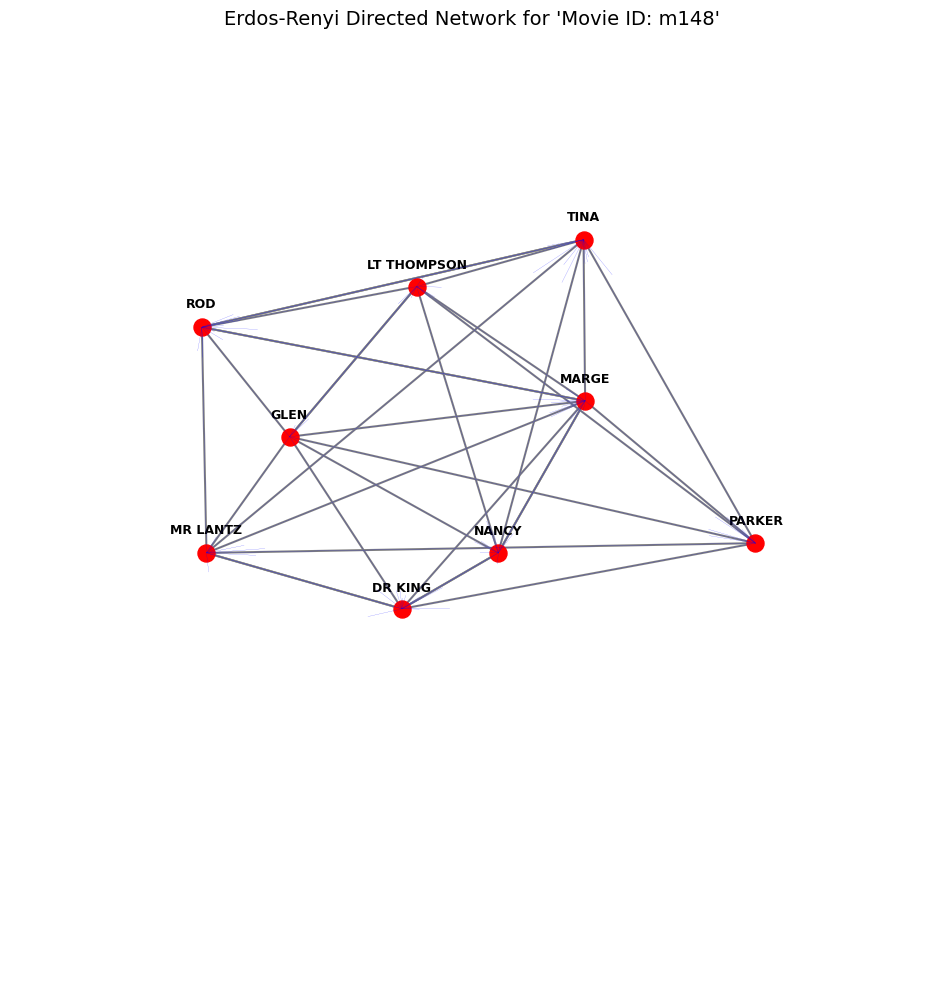 Erdos-Renyi Directed Network for 'Movie ID: m148'
TINA
LT THOMPSON
ROD
MARGE
GLEN
PARKER
MR LANTZ
NANCY
DR KING